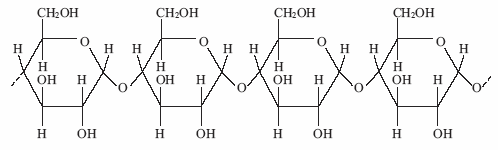 CH₂OH CH₂OH CH₂OH CH₂OH
O O O O
H H H H H H H H
H H H H
OH H OH H OH H OH H
O O O O
H OH H OH H OH H OH